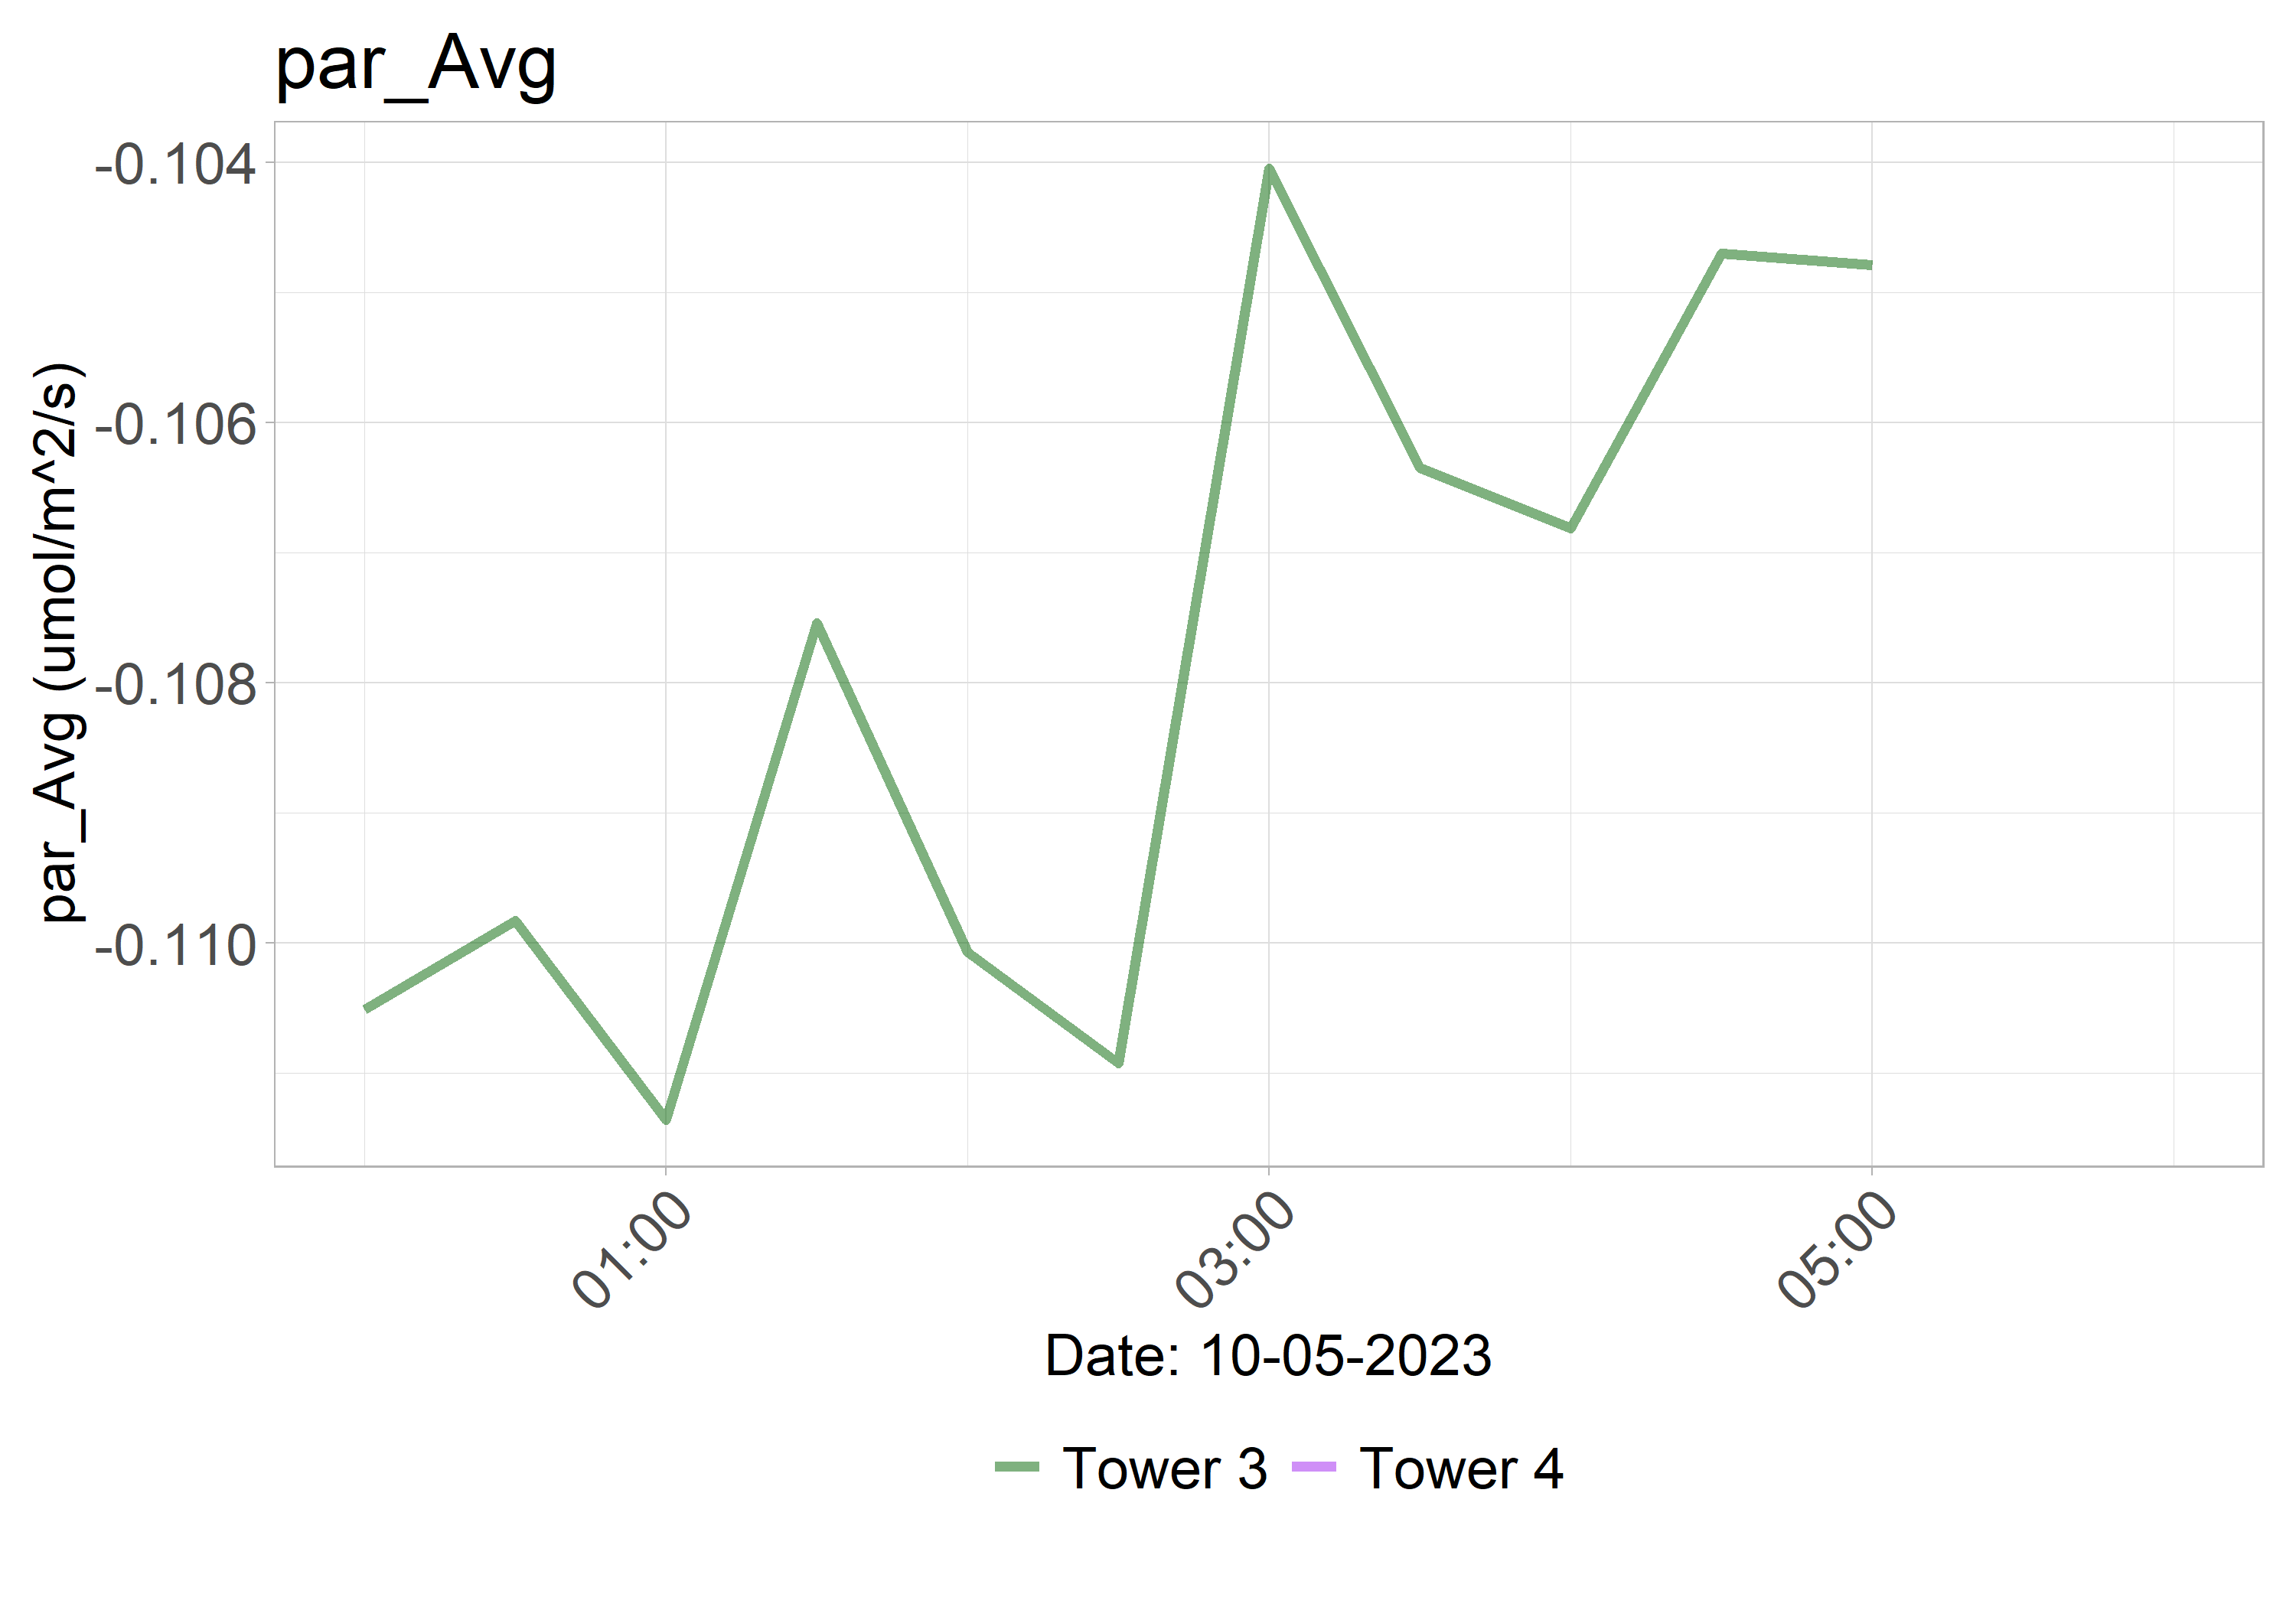 par_Avg
par_Avg (umol/m^2/s)
-0.104
-0.106
-0.108
-0.110
01:00
03:00
05:00
Date: 10-05-2023
Tower 3
Tower 4